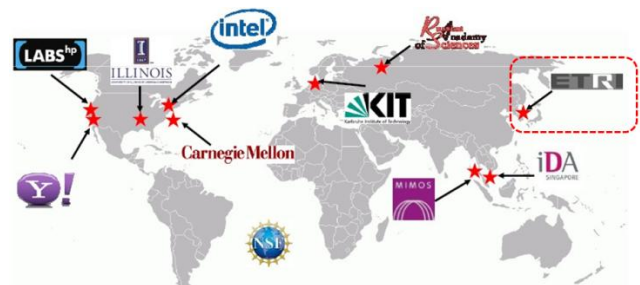 LABS hp
I
ILLINOIS
intel
Russian Academy
of Sciences
ETRI
KIT
Karlsruhe Institute of Technology
Carnegie Mellon
Y!
MIMOS
iDA
SINGAPORE
NSF